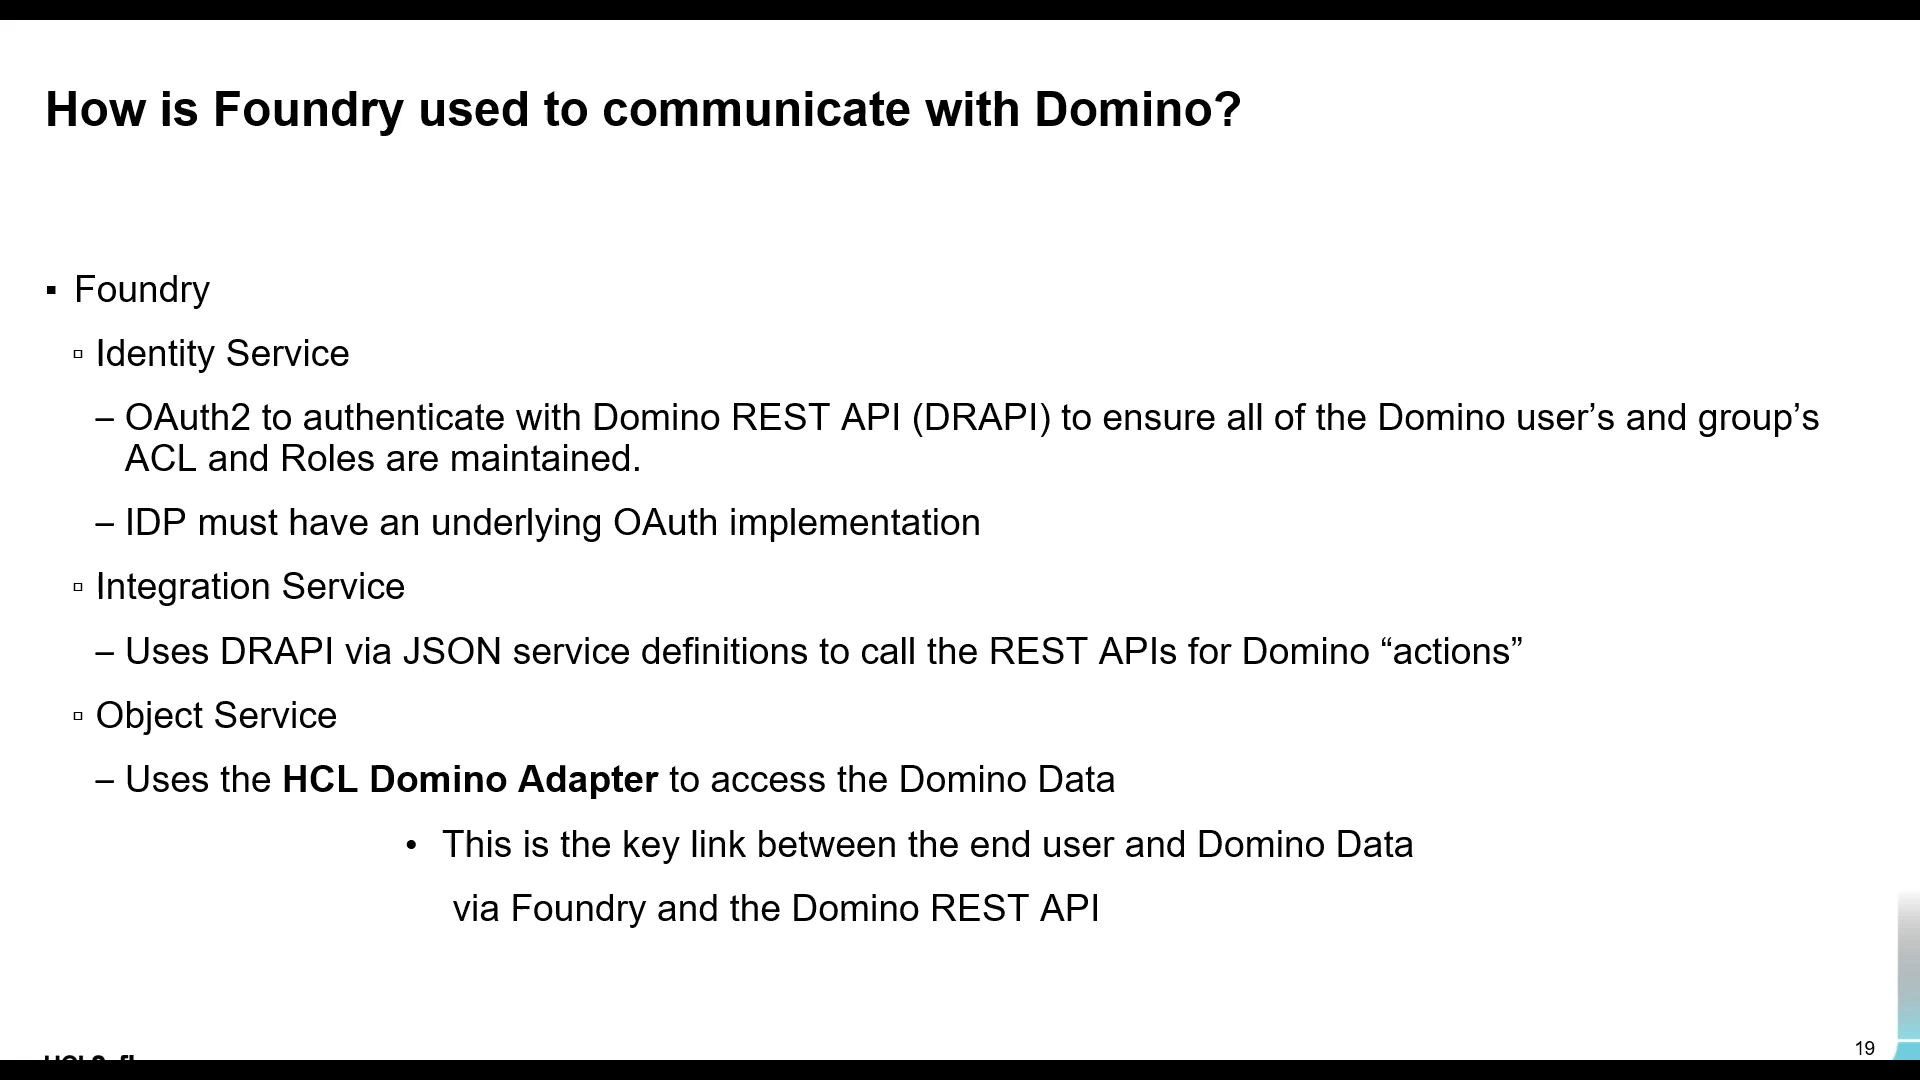 How is Foundry used to communicate with Domino?
▪ Foundry
▫ Identity Service
– OAuth2 to authenticate with Domino REST API (DRAPI) to ensure all of the Domino user’s and group’s
ACL and Roles are maintained.
– IDP must have an underlying OAuth implementation
▫ Integration Service
– Uses DRAPI via JSON service definitions to call the REST APIs for Domino “actions”
▫ Object Service
– Uses the HCL Domino Adapter to access the Domino Data
• This is the key link between the end user and Domino Data
via Foundry and the Domino REST API
19